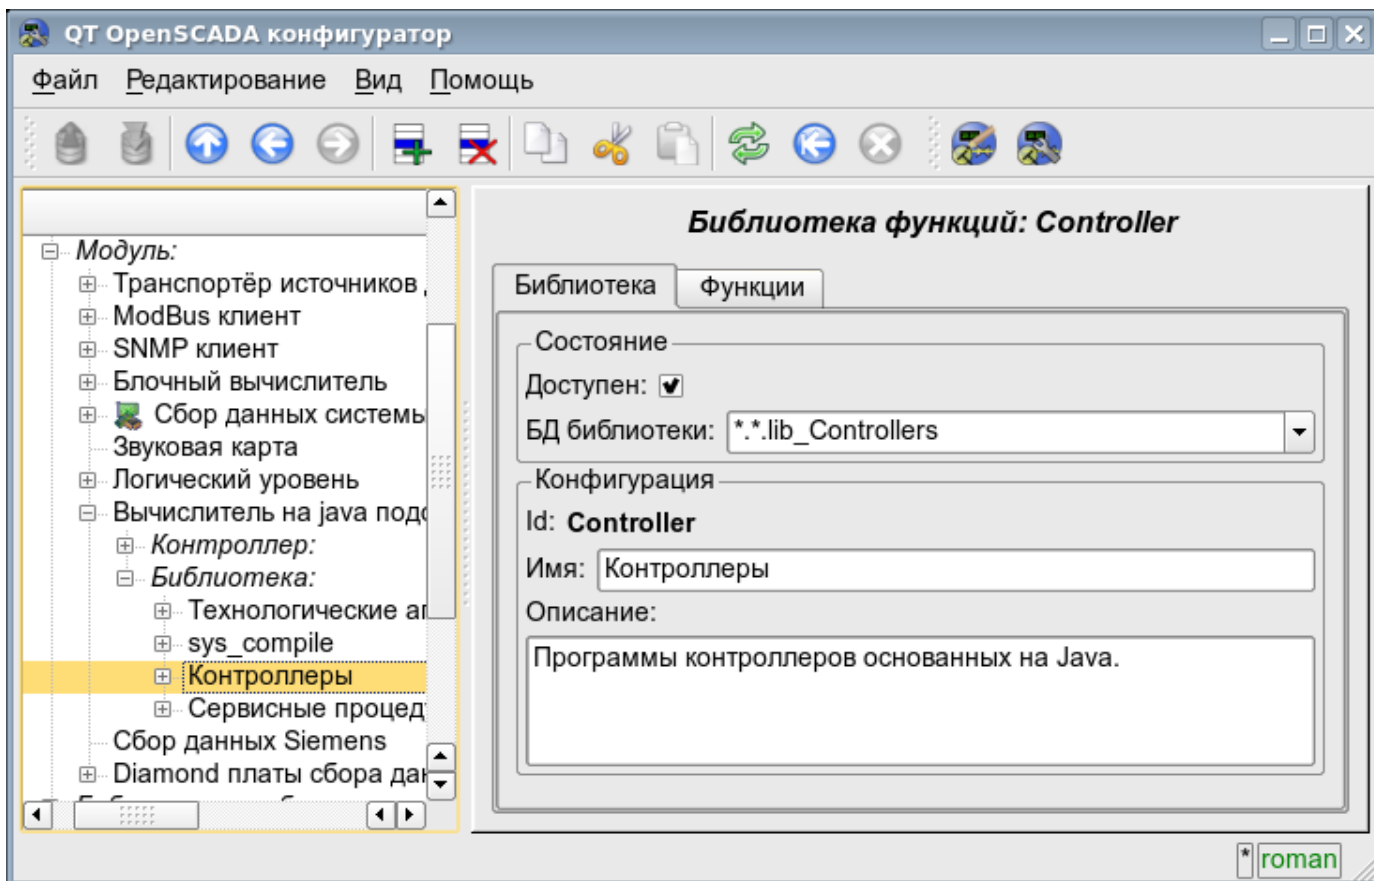 QT OpenSCADA конфигуратор
Файл Редактирование Вид Помощь
Модуль:
Транспортёр источников
ModBus клиент
SNMP клиент
Блочный вычислитель
Сбор данных системы
Звуковая карта
Логический уровень
Вычислитель на java
Контроллер:
Библиотека:
Технологические
sys_compile
Контроллеры
Сервисные
Сбор данных Siemens
Diamond платы сбора
Библиотека функций: Controller
Библиотека Функции
Состояние
Доступен:
БД библиотеки: *.*.lib_Controllers
Конфигурация
Id: Controller
Имя: Контроллеры
Описание:
Программы контроллеров основанных на Java.
* roman